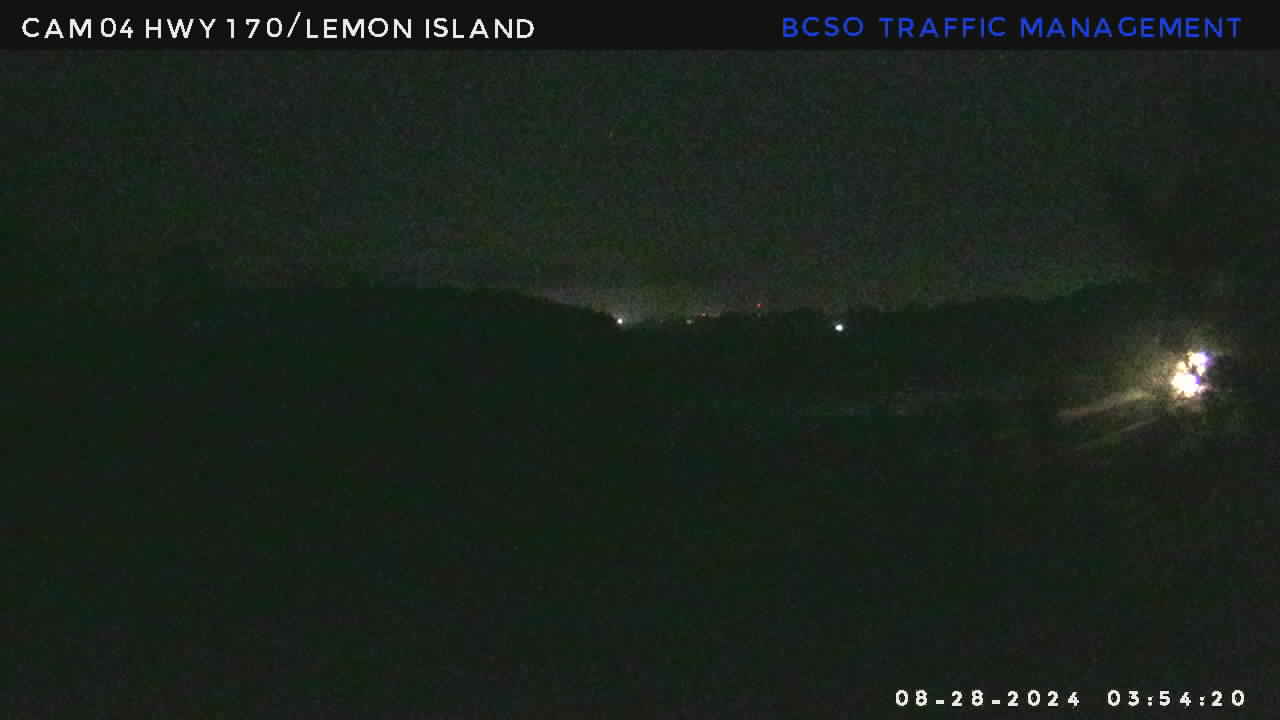 CAM04 HWY 170/LEMON ISLAND
BCSO TRAFFIC MANAGEMENT
08-28-2024 03:54:20